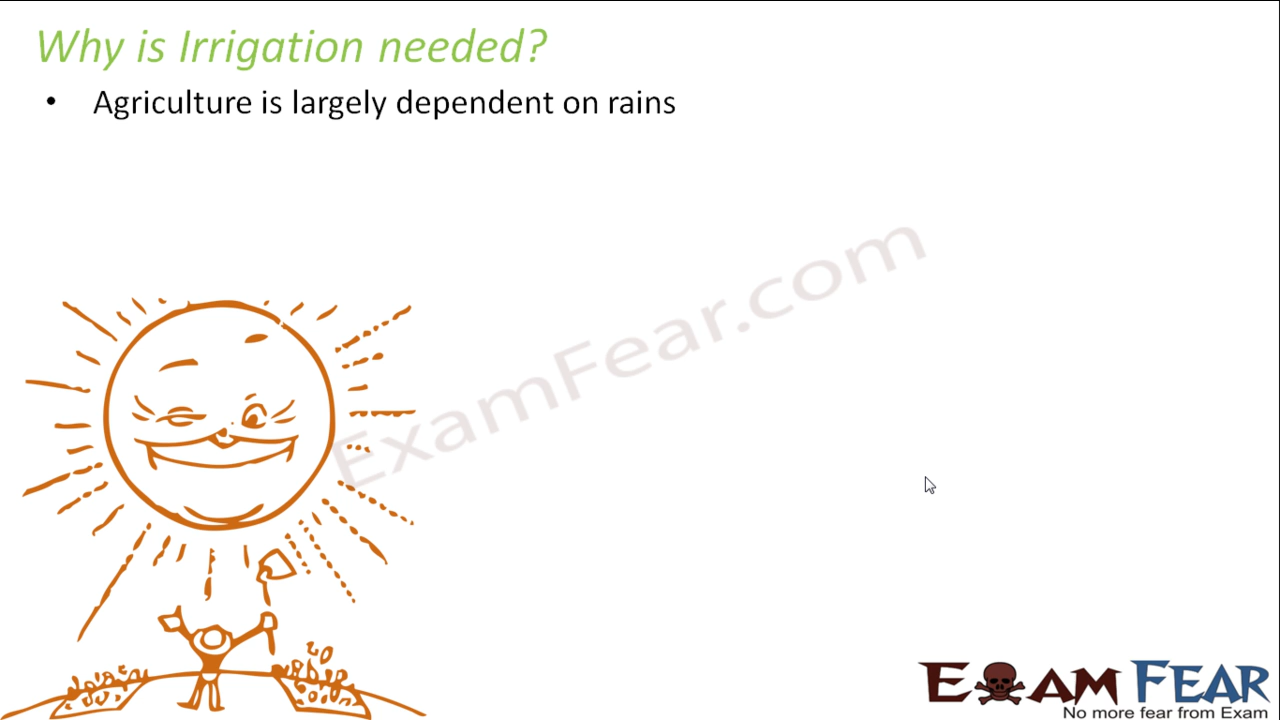 Why is Irrigation needed?
• Agriculture is largely dependent on rains
ExamFear.com
EXAM FEAR
No more fear from Exam